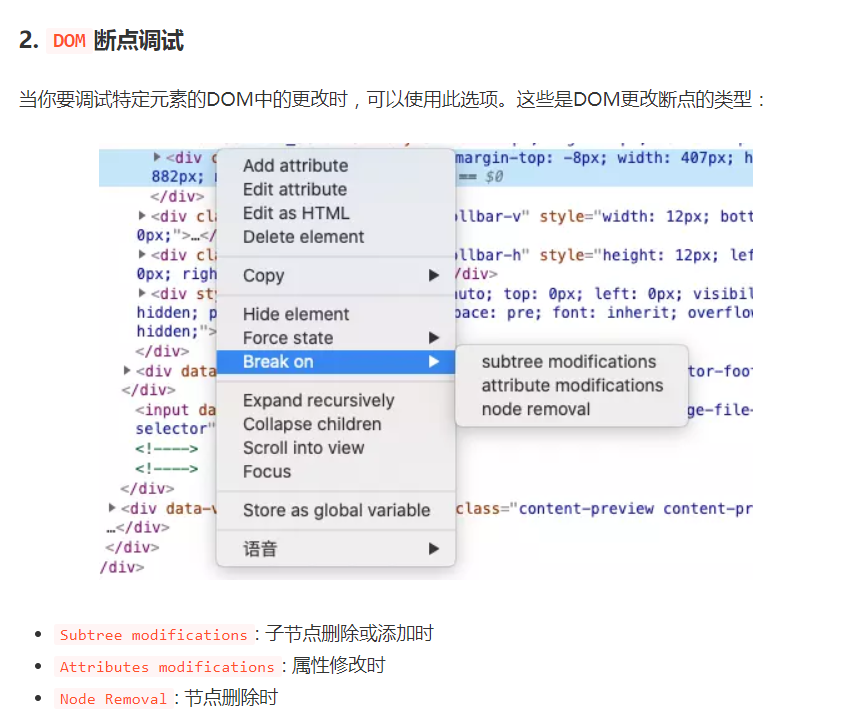 2. DOM 断点调试
当你要调试特定元素的DOM中的更改时，可以使用此选项。这些是DOM更改断点的类型：
<div margin-top: -8px; width: 407px; h
882px; == $0
</div>
<div cl ollbar-v" style="width: 12px; bott
0px;">…</
<div cl ollbar-h" style="height: 12px; lef
0px; righ /div>
<div st auto; top: 0px; left: 0px; visibil
hidden; p pace: pre; font: inherit; overflow
hidden;">
</div>
<div data tor-foo
</div>
<input da ge-file-
selector"
<!---->
<!---->
</div>
<div data-v class="content-preview content-pr
…</div>
</div>
/div>
Add attribute
Edit attribute
Edit as HTML
Delete element
Copy
Hide element
Force state
Break on
Expand recursively
Collapse children
Scroll into view
Focus
Store as global variable
语音
subtree modifications
attribute modifications
node removal
Subtree modifications : 子节点删除或添加时
Attributes modifications : 属性修改时
Node Removal : 节点删除时